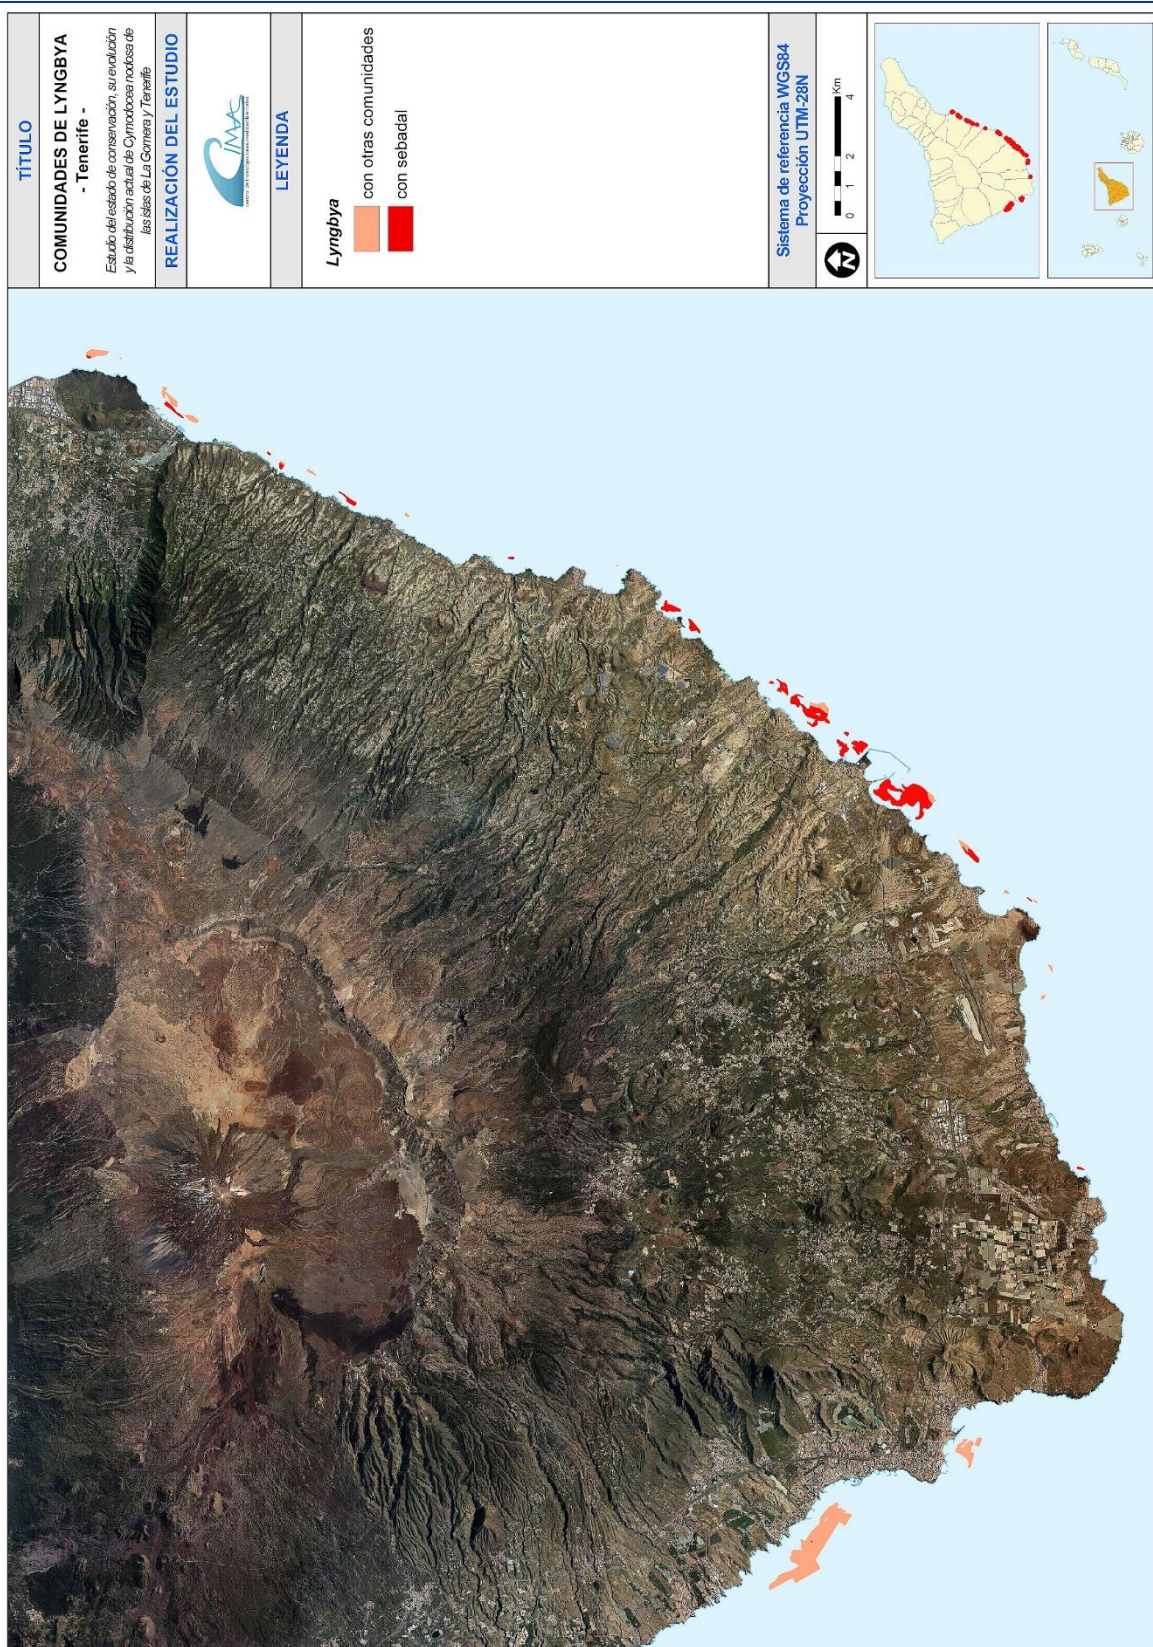 TÍTULO
COMUNIDADES DE LYNGBYA
- Tenerife -
Estudio del estado de conservación, su evolución
y la distribución actual de Cymodocea nodosa de
las islas de La Gomera y Tenerife
REALIZACIÓN DEL ESTUDIO
CIMA
LEYENDA
Lyngbya
con otras comunidades
con sebadal
Sistema de referencia WGS84
Proyección UTM-28N
N
0 1 2 4
Km